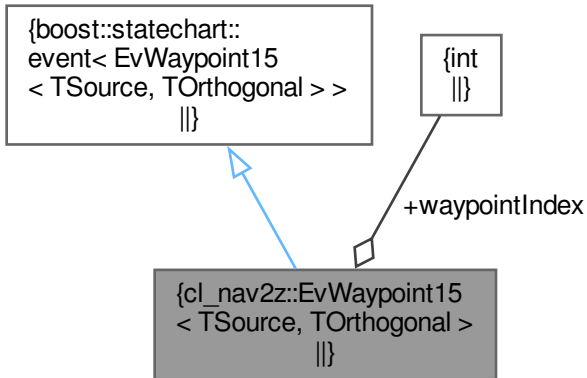 {boost::statechart::
event< EvWaypoint15
< TSource, TOrthogonal > >
||}
{int
||}
+waypointIndex
{cl_nav2z::EvWaypoint15
< TSource, TOrthogonal >
||}